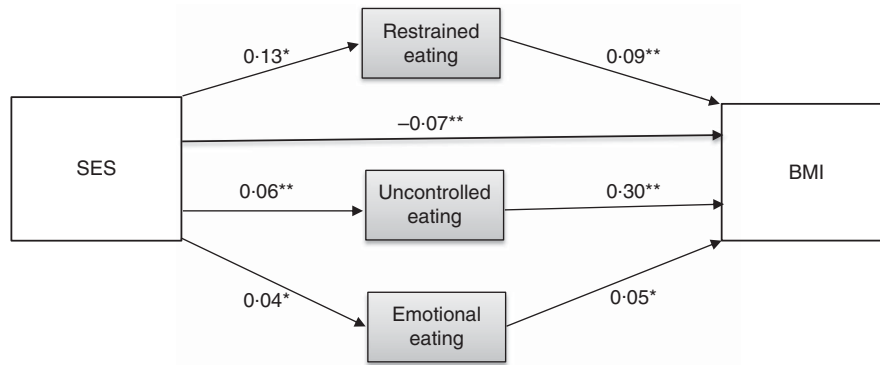 Restrained
eating
0·13*
0·09**
–0·07**
SES
BMI
0·06**
Uncontrolled
eating
0·30**
0·04*
Emotional
eating
0·05*